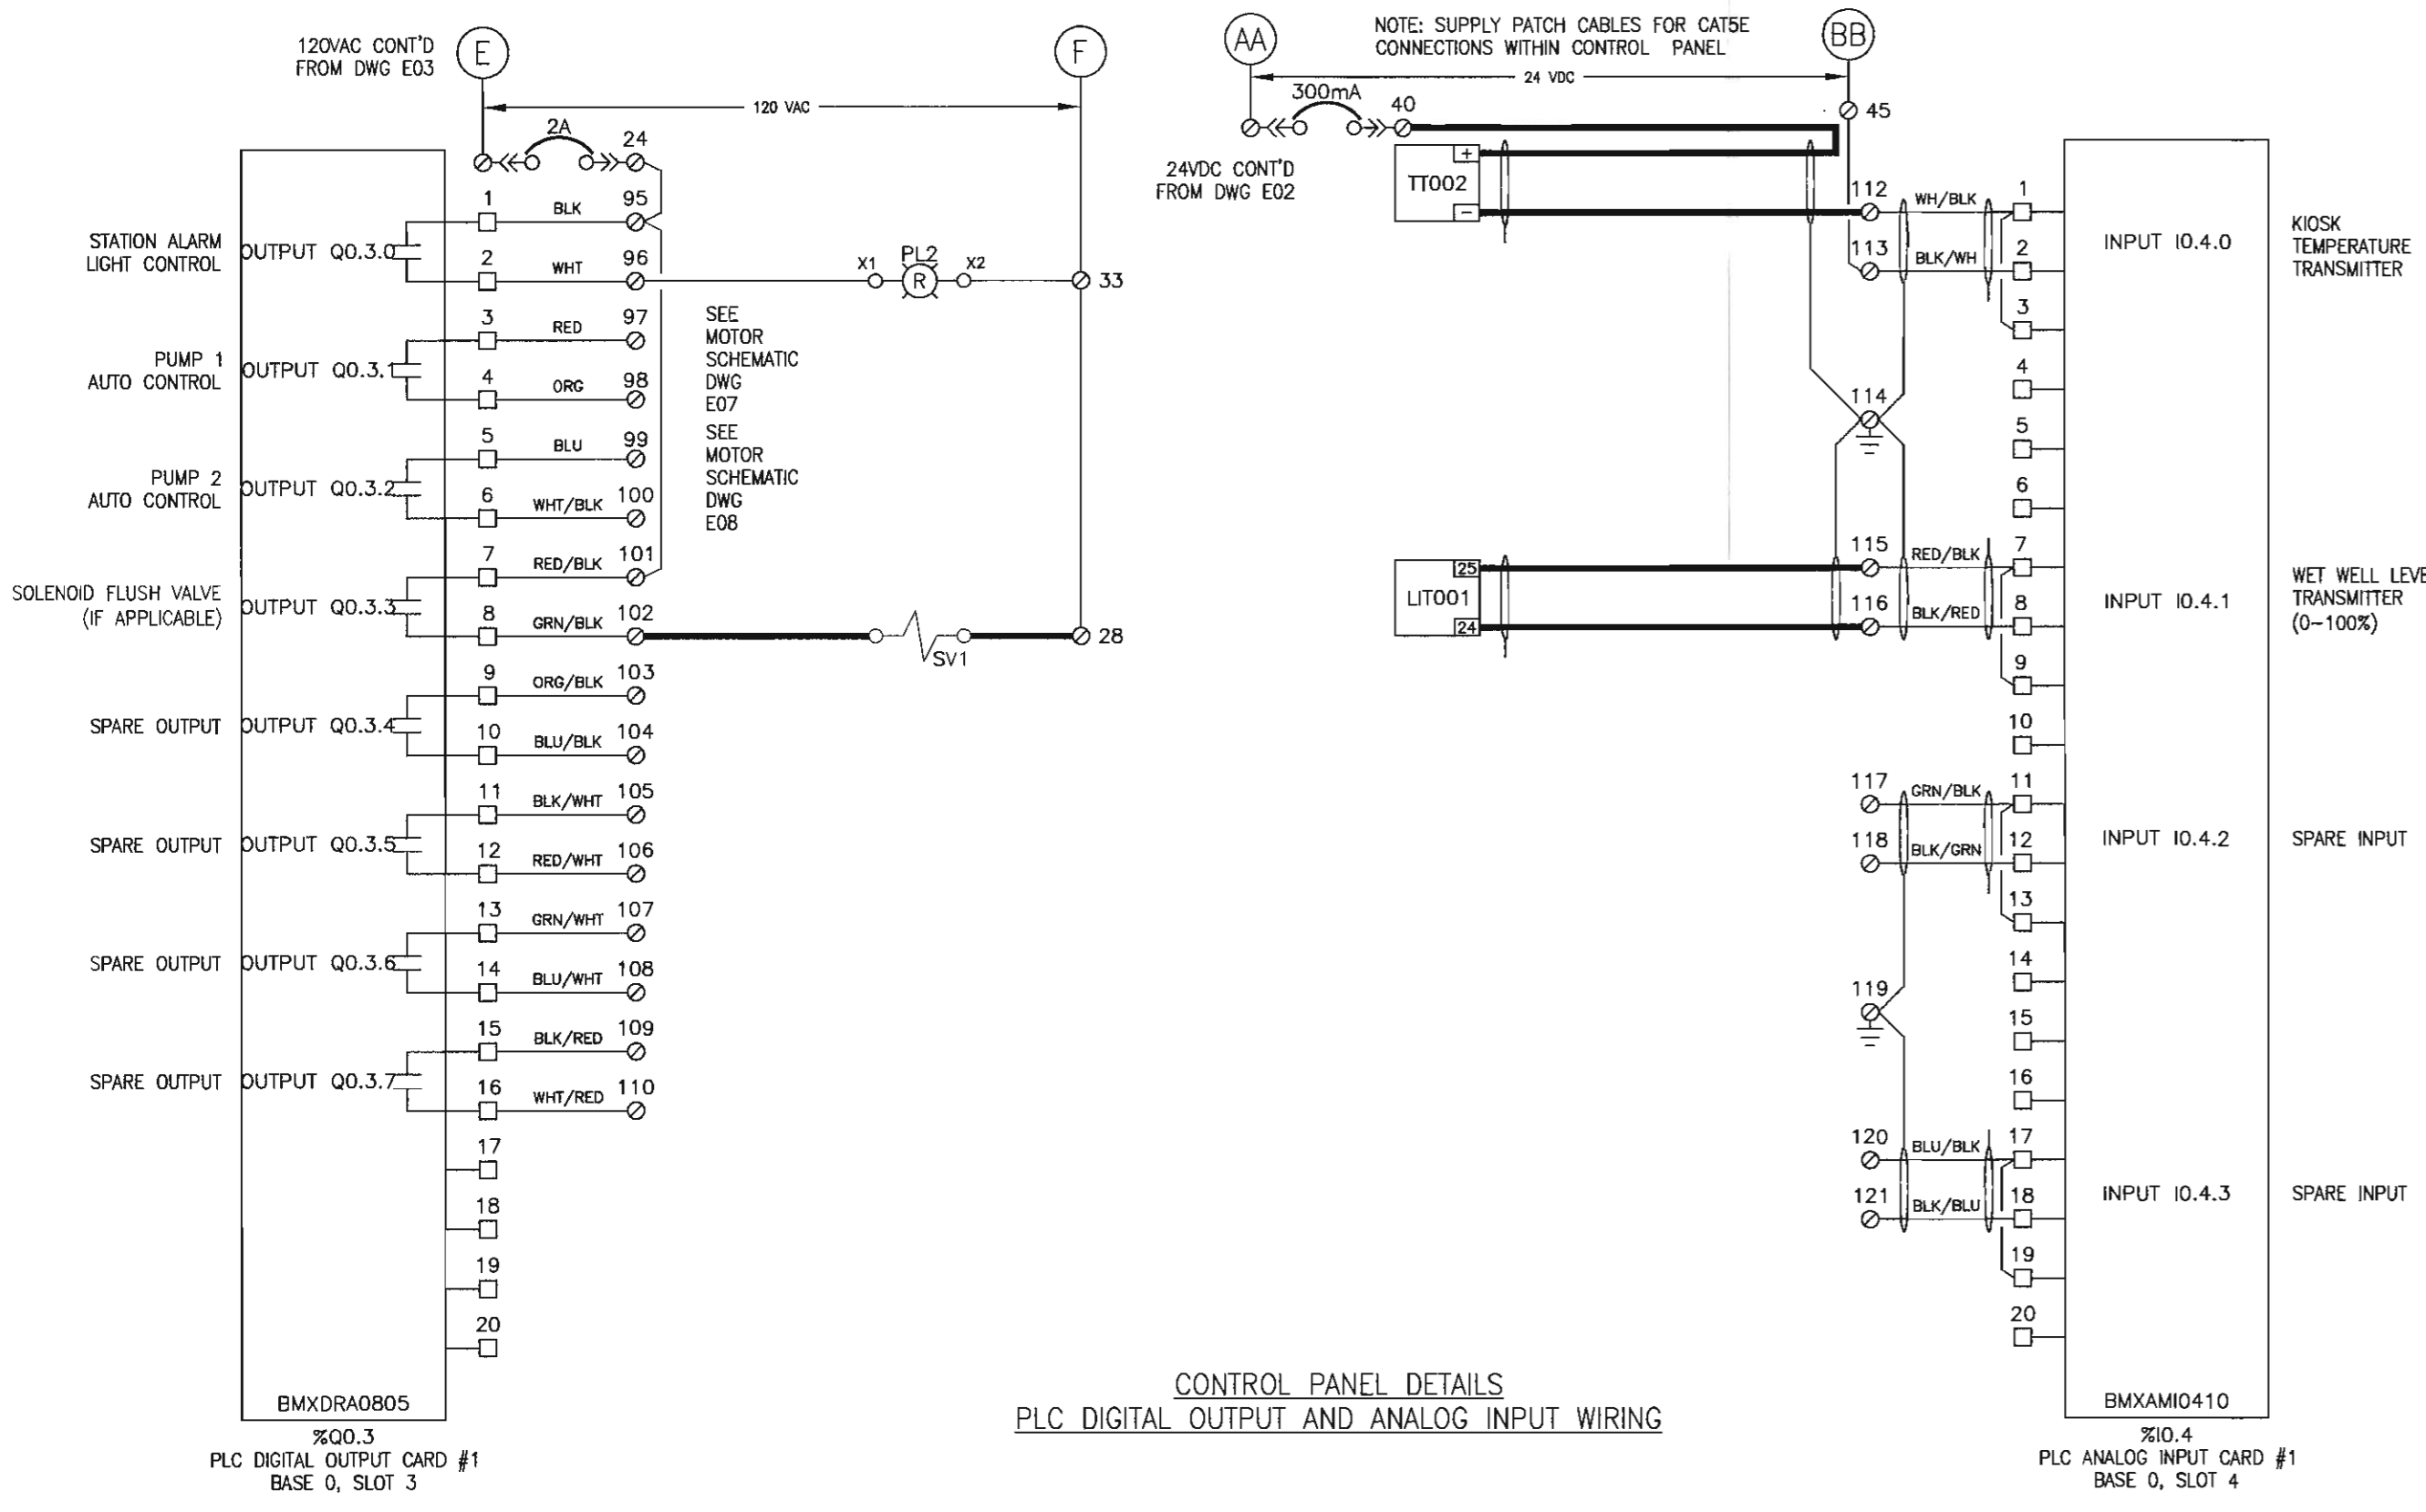 120VAC CONT'D
FROM DWG E03
E
F
120 VAC
2A
24
STATION ALARM
LIGHT CONTROL
OUTPUT Q0.3.0
1
BLK
95
2
WHT
96
X1
PL2
R
X2
33
PUMP 1
AUTO CONTROL
OUTPUT Q0.3.1
3
RED
97
4
ORG
98
SEE
MOTOR
SCHEMATIC
DWG
E07
PUMP 2
AUTO CONTROL
OUTPUT Q0.3.2
5
BLU
99
6
WHT/BLK
100
SEE
MOTOR
SCHEMATIC
DWG
E08
SOLENOID FLUSH VALVE
(IF APPLICABLE)
OUTPUT Q0.3.3
7
RED/BLK
101
8
GRN/BLK
102
SV1
28
SPARE OUTPUT
OUTPUT Q0.3.4
9
ORG/BLK
103
10
BLU/BLK
104
SPARE OUTPUT
OUTPUT Q0.3.5
11
BLK/WHT
105
12
RED/WHT
106
SPARE OUTPUT
OUTPUT Q0.3.6
13
GRN/WHT
107
14
BLU/WHT
108
SPARE OUTPUT
OUTPUT Q0.3.7
15
BLK/RED
109
16
WHT/RED
110
17
18
19
20
BMXDRA0805
%Q0.3
PLC DIGITAL OUTPUT CARD #1
BASE 0, SLOT 3
AA
NOTE: SUPPLY PATCH CABLES FOR CAT5E
CONNECTIONS WITHIN CONTROL PANEL
BB
24 VDC
300mA
40
45
24VDC CONT'D
FROM DWG E02
TT002
+
−
112
WH/BLK
1
113
BLK/WH
2
3
INPUT I0.4.0
KIOSK
TEMPERATURE
TRANSMITTER
4
114
5
6
LIT001
25
24
115
RED/BLK
7
116
BLK/RED
8
9
INPUT I0.4.1
WET WELL LEVE
TRANSMITTER
(0-100%)
10
117
GRN/BLK
11
118
BLK/GRN
12
13
INPUT I0.4.2
SPARE INPUT
14
119
15
16
120
BLU/BLK
17
121
BLK/BLU
18
19
INPUT I0.4.3
SPARE INPUT
20
BMXAMI0410
%I0.4
PLC ANALOG INPUT CARD #1
BASE 0, SLOT 4
CONTROL PANEL DETAILS
PLC DIGITAL OUTPUT AND ANALOG INPUT WIRING